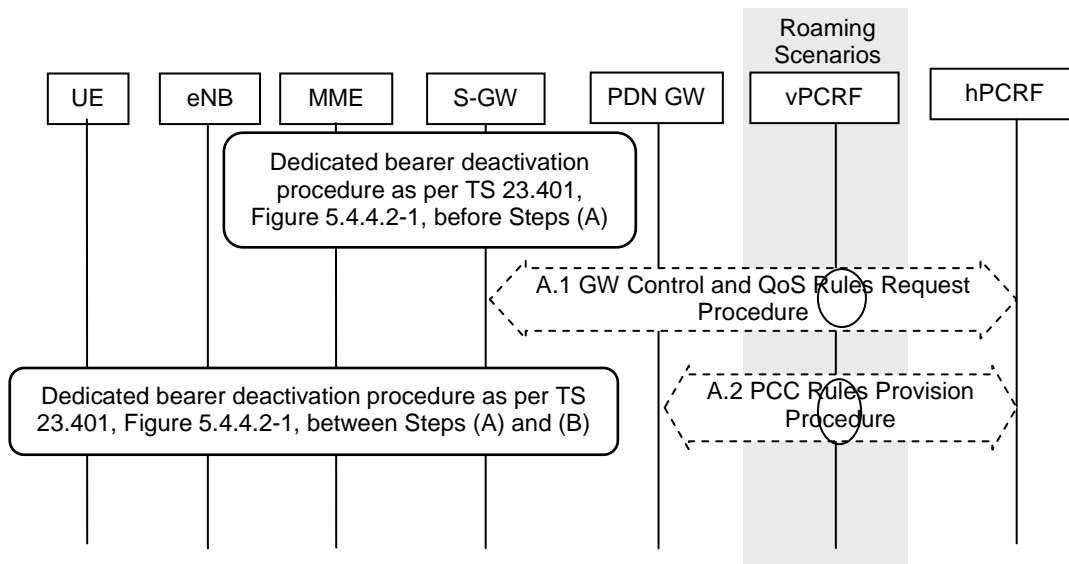 Roaming
Scenarios
UE
eNB
MME
S-GW
PDN GW
vPCRF
hPCRF
Dedicated bearer deactivation
procedure as per TS 23.401,
Figure 5.4.4.2-1, before Steps (A)
A.1 GW Control and QoS Rules Request
Procedure
Dedicated bearer deactivation procedure as per TS
23.401, Figure 5.4.4.2-1, between Steps (A) and (B)
A.2 PCC Rules Provision
Procedure